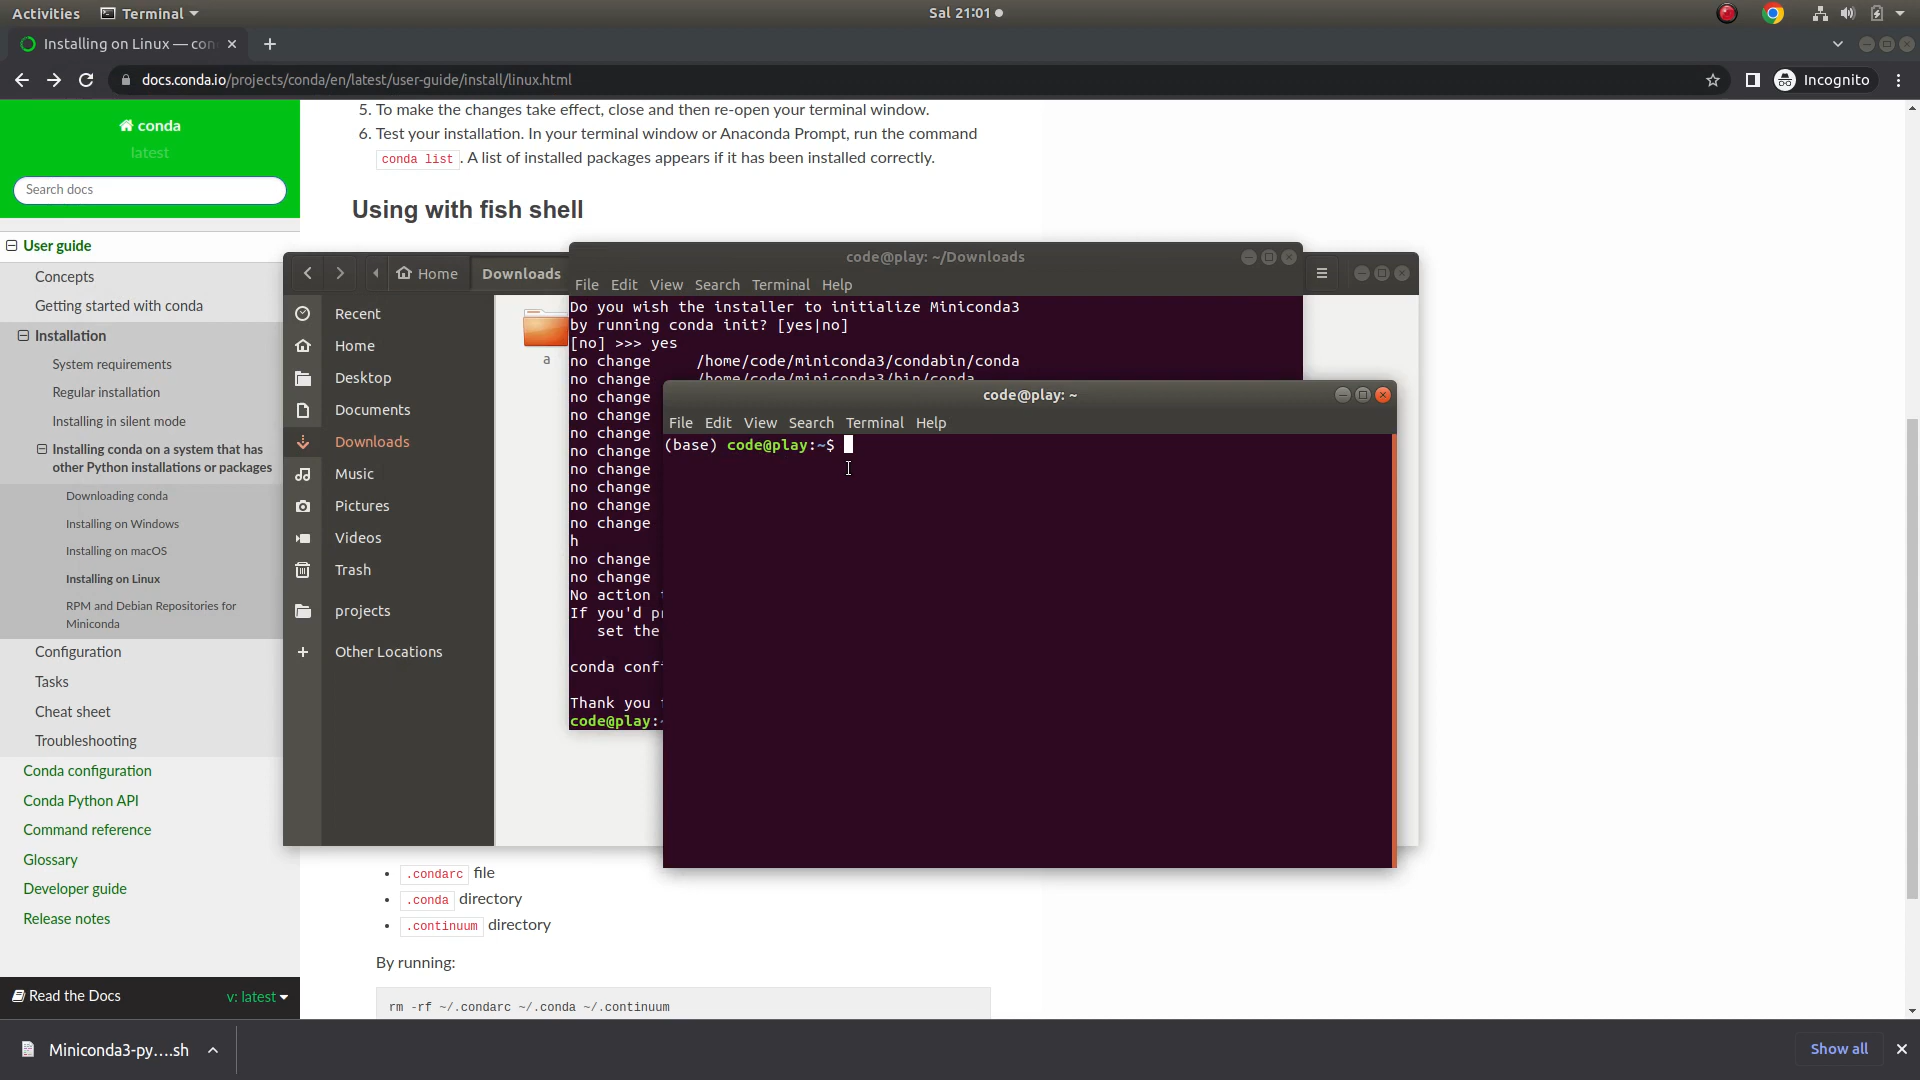 Activities
Terminal
Sal 21:01
Installing on Linux — con
docs.conda.io/projects/conda/en/latest/user-guide/install/linux.html
Incognito
conda
latest
Search docs
User guide
Concepts
Getting started with conda
Installation
System requirements
Regular installation
Installing in silent mode
Installing conda on a system that has
other Python installations or packages
Downloading conda
Installing on Windows
Installing on macOS
Installing on Linux
RPM and Debian Repositories for
Miniconda
Configuration
Tasks
Cheat sheet
Troubleshooting
Conda configuration
Conda Python API
Command reference
Glossary
Developer guide
Release notes
Read the Docs
v: latest
5. To make the changes take effect, close and then re-open your terminal window.
6. Test your installation. In your terminal window or Anaconda Prompt, run the command
conda list. A list of installed packages appears if it has been installed correctly.
Using with fish shell
Home
Downloads
Recent
Home
Desktop
Documents
Downloads
Music
Pictures
Videos
Trash
projects
Other Locations
a
code@play: ~/Downloads
File Edit View Search Terminal Help
Do you wish the installer to initialize Miniconda3
by running conda init? [yes|no]
[no] >>> yes
no change /home/code/miniconda3/condabin/conda
no change /home/code/miniconda3/bin/conda
no change
no change
no change
no change
no change
no change
no change
no change
h
no change
no change
No action
If you'd
set the
conda
Thank you
code@play:
code@play: ~
File Edit View Search Terminal Help
(base) code@play:~$
.condarc file
.conda directory
.continuum directory
By running:
rm -rf ~/.condarc ~/.conda ~/.continuum
Miniconda3-py....sh
Show all